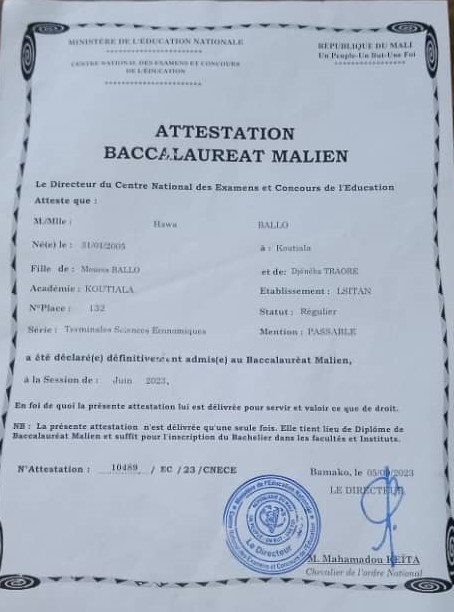 MINISTÈRE DE L'ÉDUCATION NATIONALE
CENTRE NATIONAL DES EXAMENS ET CONCOURS
DE L'ÉDUCATION
REPUBLIQUE DU MALI
Un Peuple-Un But-Une Foi
ATTESTATION
BACCALAUREAT MALIEN
Le Directeur du Centre National des Examens et Concours de l'Education
Atteste que :
M./Mlle : Hawa BALLO
Né(e) le : 31/01/2005 à : Koutiala
Fille de : Moussa BALLO et de: Djénéba TRAORE
Académie : KOUTIALA Etablissement : LSITAN
N°Place : 132 Statut : Régulier
Série : Terminales Sciences Economiques Mention : PASSABLE
a été déclaré(e) définitivement admis(e) au Baccalauréat Malien,
à la Session de : Juin 2023,
En foi de quoi la présente attestation lui est délivrée pour servir et valoir ce que de droit.
NB : La présente attestation n'est délivrée qu'une seule fois. Elle tient lieu de Diplôme de
Baccalauréat Malien et suffit pour l'inscription du Bachelier dans les facultés et Instituts.
N°Attestation : 10489 / EC / 23 / CNECE
Bamako, le 05/09/2023
LE DIRECTEUR
Le Directeur
M. Mahamadou KEÏTA
Chevalier de l'ordre National